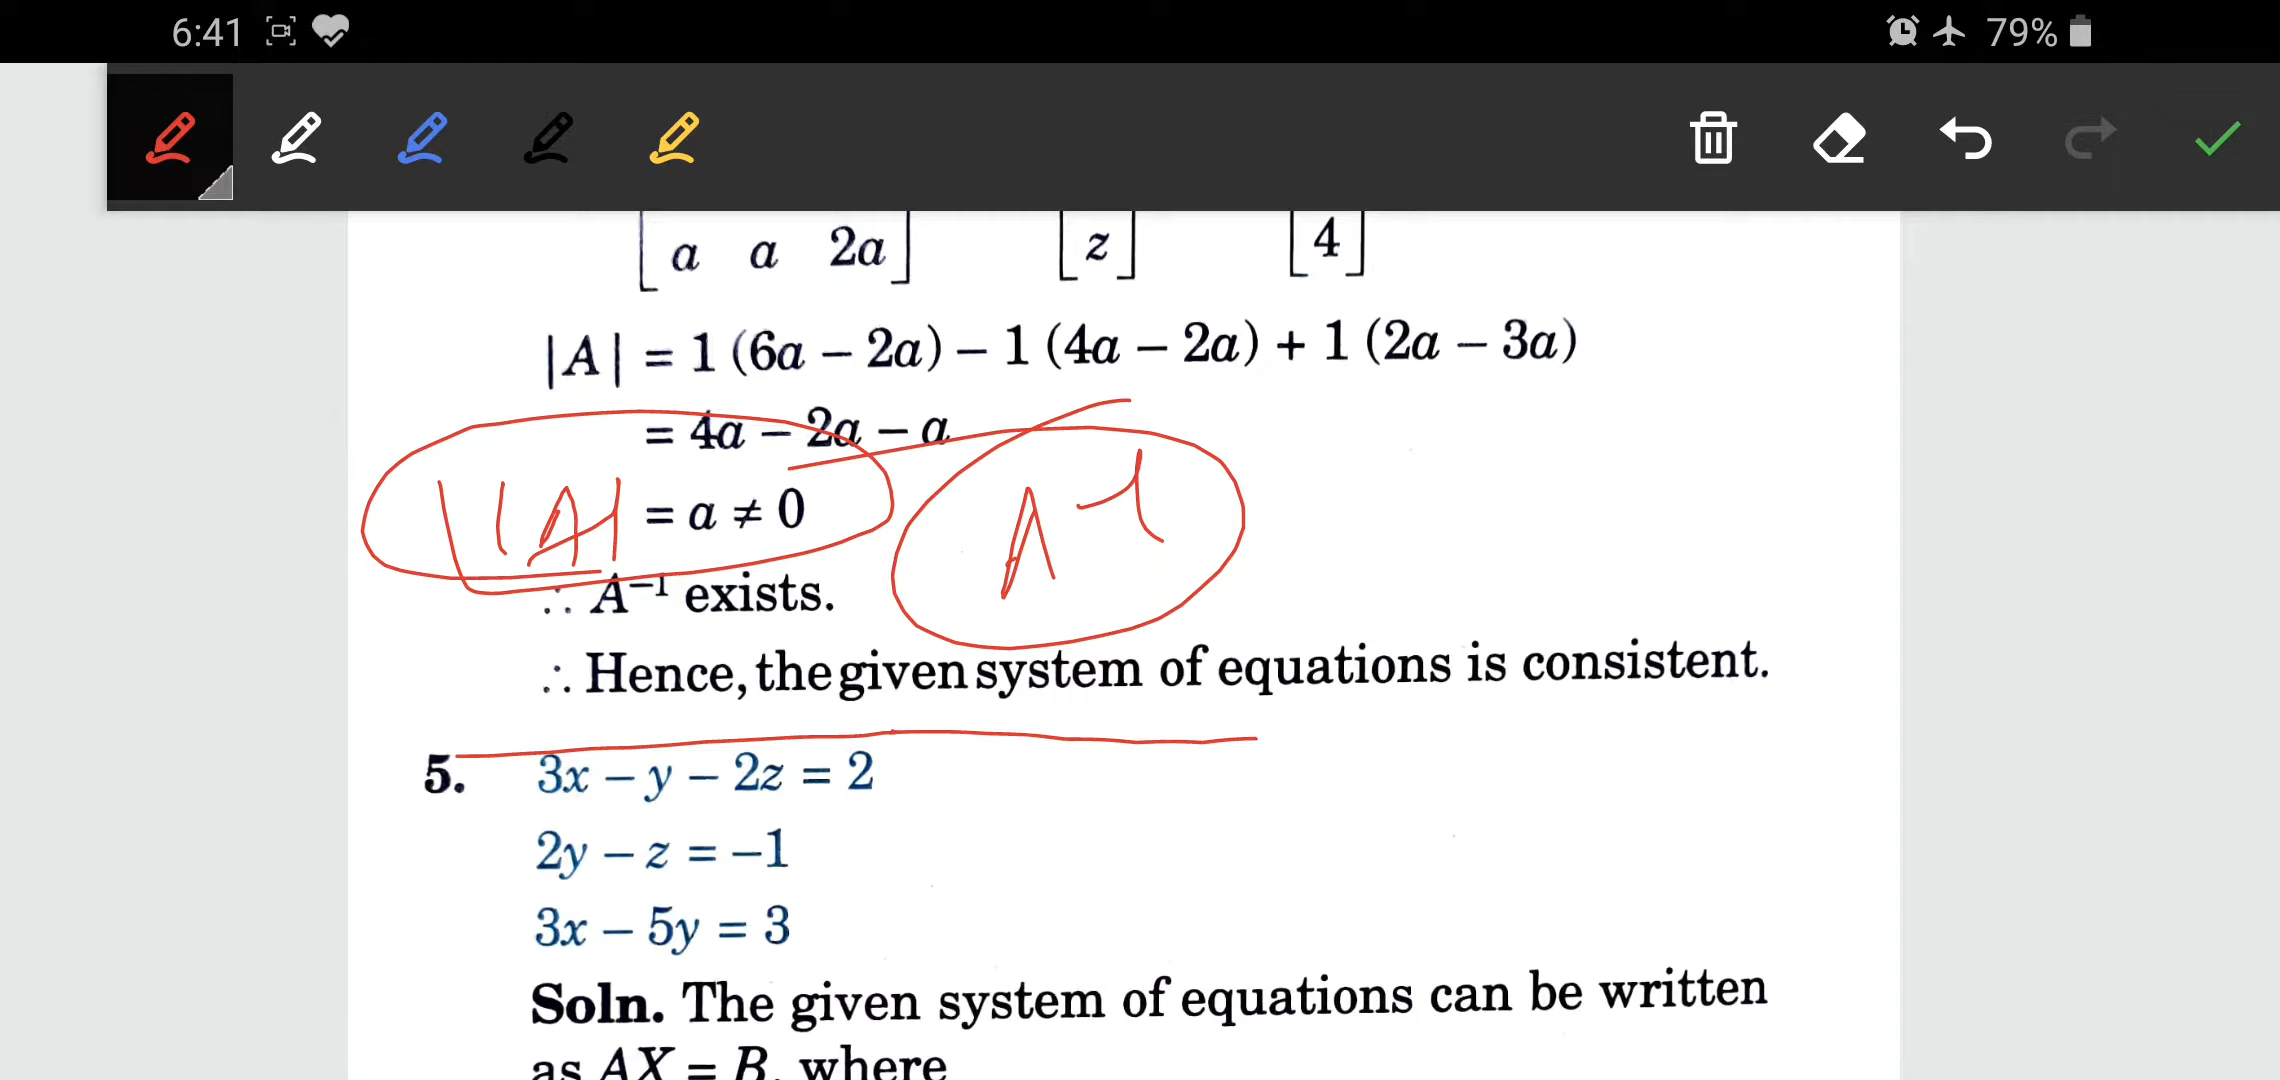 6:41 79%
a a 2a z 4
|A| = 1 (6a – 2a) – 1 (4a – 2a) + 1 (2a – 3a)
= 4a – 2a – a
|A| = a ≠ 0 A⁻¹
∴ A⁻¹ exists.
∴ Hence, the given system of equations is consistent.
5. 3x – y – 2z = 2
2y – z = –1
3x – 5y = 3
Soln. The given system of equations can be written
as AX = B, where